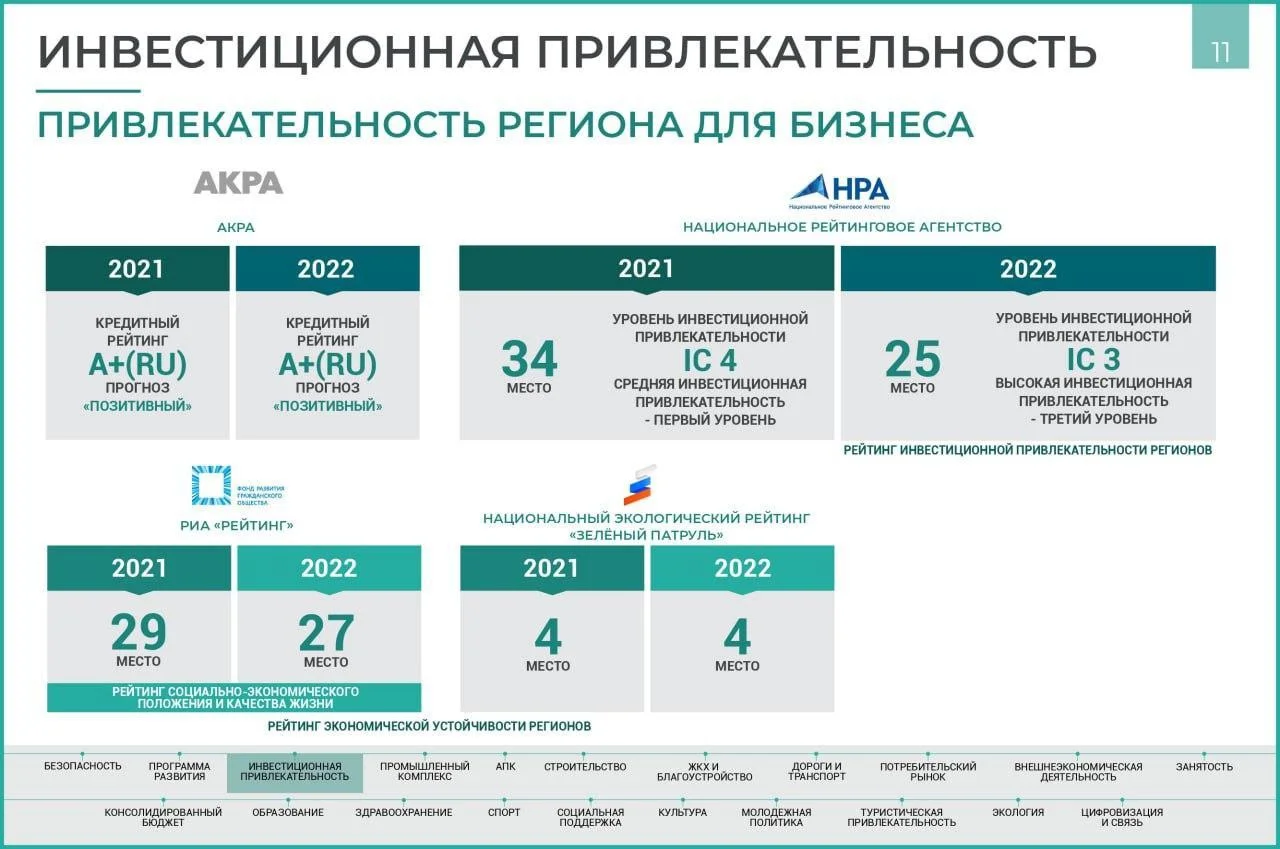 ИНВЕСТИЦИОННАЯ ПРИВЛЕКАТЕЛЬНОСТЬ
11
ПРИВЛЕКАТЕЛЬНОСТЬ РЕГИОНА ДЛЯ БИЗНЕСА
АКРА
АКРА
2021
КРЕДИТНЫЙ
РЕЙТИНГ
A+(RU)
ПРОГНОЗ
«ПОЗИТИВНЫЙ»
2022
КРЕДИТНЫЙ
РЕЙТИНГ
A+(RU)
ПРОГНОЗ
«ПОЗИТИВНЫЙ»
НРА
Национальное Рейтинговое Агентство
НАЦИОНАЛЬНОЕ РЕЙТИНГОВОЕ АГЕНТСТВО
2021
34
МЕСТО
УРОВЕНЬ ИНВЕСТИЦИОННОЙ
ПРИВЛЕКАТЕЛЬНОСТИ
IC 4
СРЕДНЯЯ ИНВЕСТИЦИОННАЯ
ПРИВЛЕКАТЕЛЬНОСТЬ
- ПЕРВЫЙ УРОВЕНЬ
2022
25
МЕСТО
УРОВЕНЬ ИНВЕСТИЦИОННОЙ
ПРИВЛЕКАТЕЛЬНОСТИ
IC 3
ВЫСОКАЯ ИНВЕСТИЦИОННАЯ
ПРИВЛЕКАТЕЛЬНОСТЬ
- ТРЕТИЙ УРОВЕНЬ
РЕЙТИНГ ИНВЕСТИЦИОННОЙ ПРИВЛЕКАТЕЛЬНОСТИ РЕГИОНОВ
ФОНД РАЗВИТИЯ
ГРАЖДАНСКОГО
ОБЩЕСТВА
РИА «РЕЙТИНГ»
2021
29
МЕСТО
2022
27
МЕСТО
РЕЙТИНГ СОЦИАЛЬНО-ЭКОНОМИЧЕСКОГО
ПОЛОЖЕНИЯ И КАЧЕСТВА ЖИЗНИ
НАЦИОНАЛЬНЫЙ ЭКОЛОГИЧЕСКИЙ РЕЙТИНГ
«ЗЕЛЁНЫЙ ПАТРУЛЬ»
2021
4
МЕСТО
2022
4
МЕСТО
РЕЙТИНГ ЭКОНОМИЧЕСКОЙ УСТОЙЧИВОСТИ РЕГИОНОВ
БЕЗОПАСНОСТЬ
ПРОГРАММА
РАЗВИТИЯ
ИНВЕСТИЦИОННАЯ
ПРИВЛЕКАТЕЛЬНОСТЬ
ПРОМЫШЛЕННЫЙ
КОМПЛЕКС
АПК
СТРОИТЕЛЬСТВО
ЖКХ И
БЛАГОУСТРОЙСТВО
ДОРОГИ И
ТРАНСПОРТ
ПОТРЕБИТЕЛЬСКИЙ
РЫНОК
ВНЕШНЕЭКОНОМИЧЕСКАЯ
ДЕЯТЕЛЬНОСТЬ
ЗАНЯТОСТЬ
КОНСОЛИДИРОВАННЫЙ
БЮДЖЕТ
ОБРАЗОВАНИЕ
ЗДРАВООХРАНЕНИЕ
СПОРТ
СОЦИАЛЬНАЯ
ПОДДЕРЖКА
КУЛЬТУРА
МОЛОДЕЖНАЯ
ПОЛИТИКА
ТУРИСТИЧЕСКАЯ
ПРИВЛЕКАТЕЛЬНОСТЬ
ЭКОЛОГИЯ
ЦИФРОВИЗАЦИЯ
И СВЯЗЬ